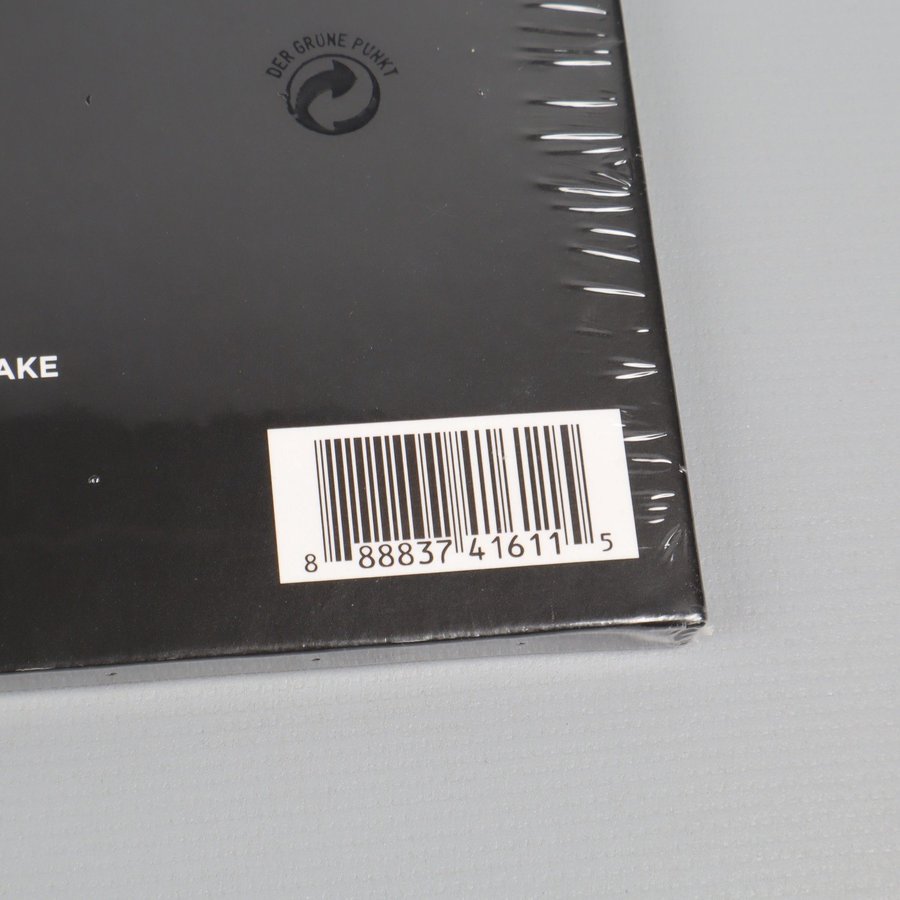 DER GRÜNE PUNKT
AKE
8 88837 41611 5